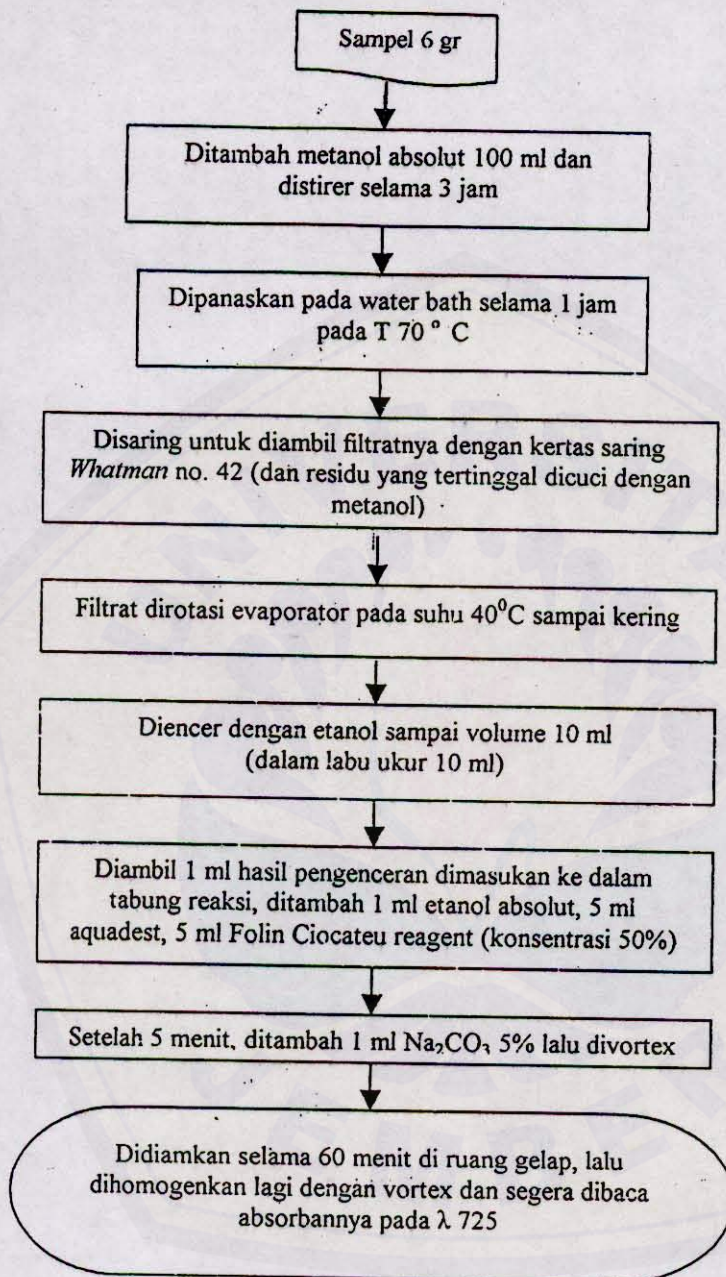 Sampel 6 gr
Ditambah metanol absolut 100 ml dan
distirer selama 3 jam
Dipanaskan pada water bath selama 1 jam
pada T 70 ° C
Disaring untuk diambil filtratnya dengan kertas saring
Whatman no. 42 (dan residu yang tertinggal dicuci dengan
metanol)
Filtrat dirotasi evaporator pada suhu 40⁰C sampai kering
Diencer dengan etanol sampai volume 10 ml
(dalam labu ukur 10 ml)
Diambil 1 ml hasil pengenceran dimasukan ke dalam
tabung reaksi, ditambah 1 ml etanol absolut, 5 ml
aquadest, 5 ml Folin Ciocateu reagent (konsentrasi 50%)
Setelah 5 menit, ditambah 1 ml Na₂CO₃ 5% lalu divortex
Didiamkan selama 60 menit di ruang gelap, lalu
dihomogenkan lagi dengan vortex dan segera dibaca
absorbannya pada λ 725